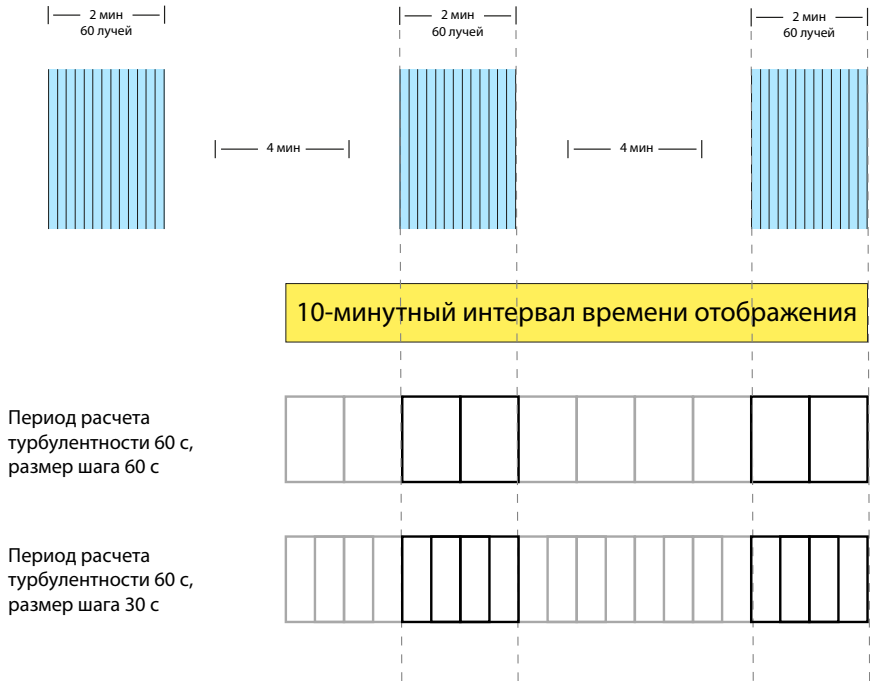 2 мин
60 лучей
2 мин
60 лучей
2 мин
60 лучей
4 мин
4 мин
10-минутный интервал времени отображения
Период расчета
турбулентности 60 с,
размер шага 60 с
Период расчета
турбулентности 60 с,
размер шага 30 с